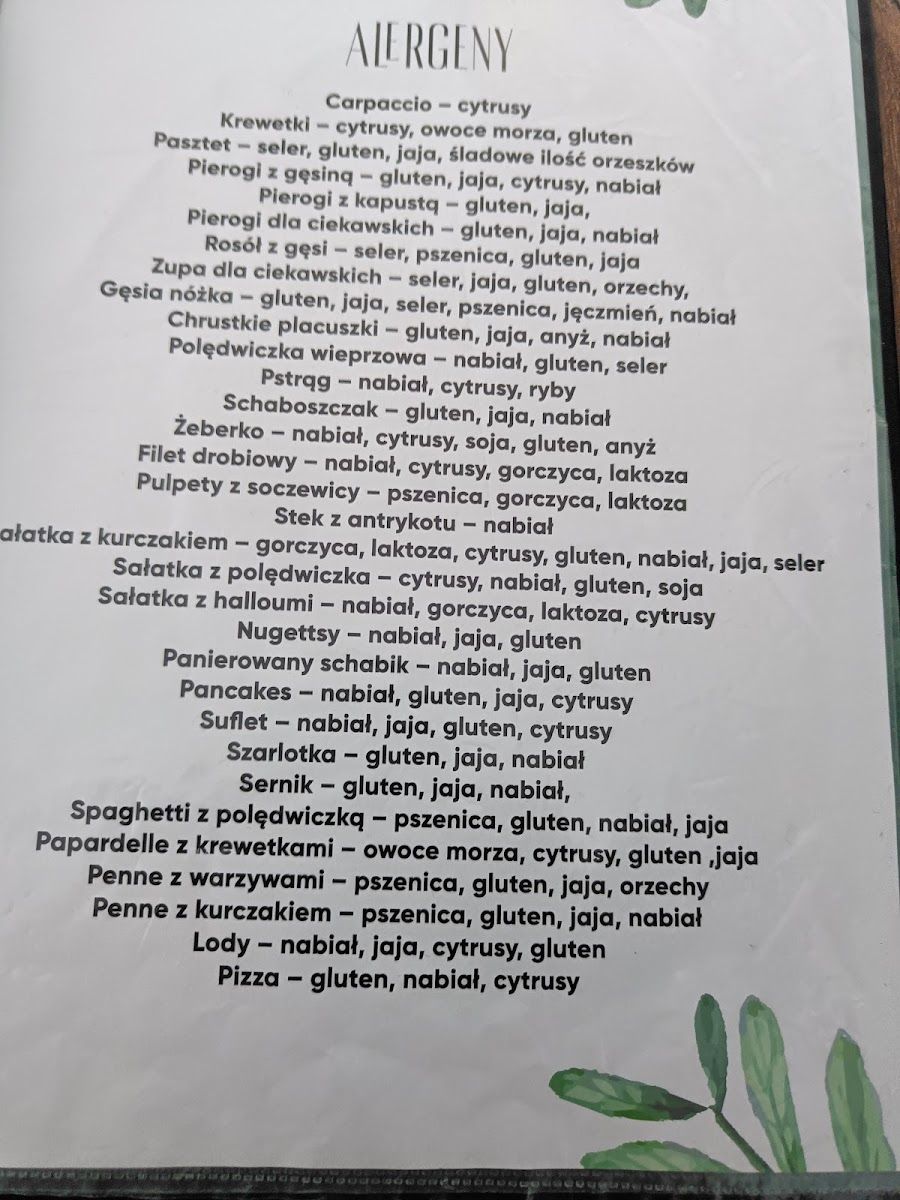 ALERGENY
Carpaccio – cytrusy
Krewetki – cytrusy, owoce morza, gluten
Pasztet – seler, gluten, jaja, śladowe ilość orzeszków
Pierogi z gęsiną – gluten, jaja, cytrusy, nabiał
Pierogi z kapustą – gluten, jaja,
Pierogi dla ciekawskich – gluten, jaja, nabiał
Rosół z gęsi – seler, pszenica, gluten, jaja
Zupa dla ciekawskich – seler, jaja, gluten, orzechy,
Gęsia nóżka – gluten, jaja, seler, pszenica, jęczmień, nabiał
Chrustkie placuszki – gluten, jaja, anyż, nabiał
Polędwiczka wieprzowa – nabiał, gluten, seler
Pstrąg – nabiał, cytrusy, ryby
Schaboszczak – gluten, jaja, nabiał
Żeberko – nabiał, cytrusy, soja, gluten, anyż
Filet drobiowy – nabiał, cytrusy, gorczyca, laktoza
Pulpety z soczewicy – pszenica, gorczyca, laktoza
Stek z antrykotu – nabiał
ałatka z kurczakiem – gorczyca, laktoza, cytrusy, gluten, nabiał, jaja, seler
Sałatka z polędwiczka – cytrusy, nabiał, gluten, soja
Sałatka z halloumi – nabiał, gorczyca, laktoza, cytrusy
Nugettsy – nabiał, jaja, gluten
Panierowany schabik – nabiał, jaja, gluten
Pancakes – nabiał, gluten, jaja, cytrusy
Suflet – nabiał, jaja, gluten, cytrusy
Szarlotka – gluten, jaja, nabiał
Sernik – gluten, jaja, nabiał,
Spaghetti z polędwiczką – pszenica, gluten, nabiał, jaja
Papardelle z krewetkami – owoce morza, cytrusy, gluten ,jaja
Penne z warzywami – pszenica, gluten, jaja, orzechy
Penne z kurczakiem – pszenica, gluten, jaja, nabiał
Lody – nabiał, jaja, cytrusy, gluten
Pizza – gluten, nabiał, cytrusy